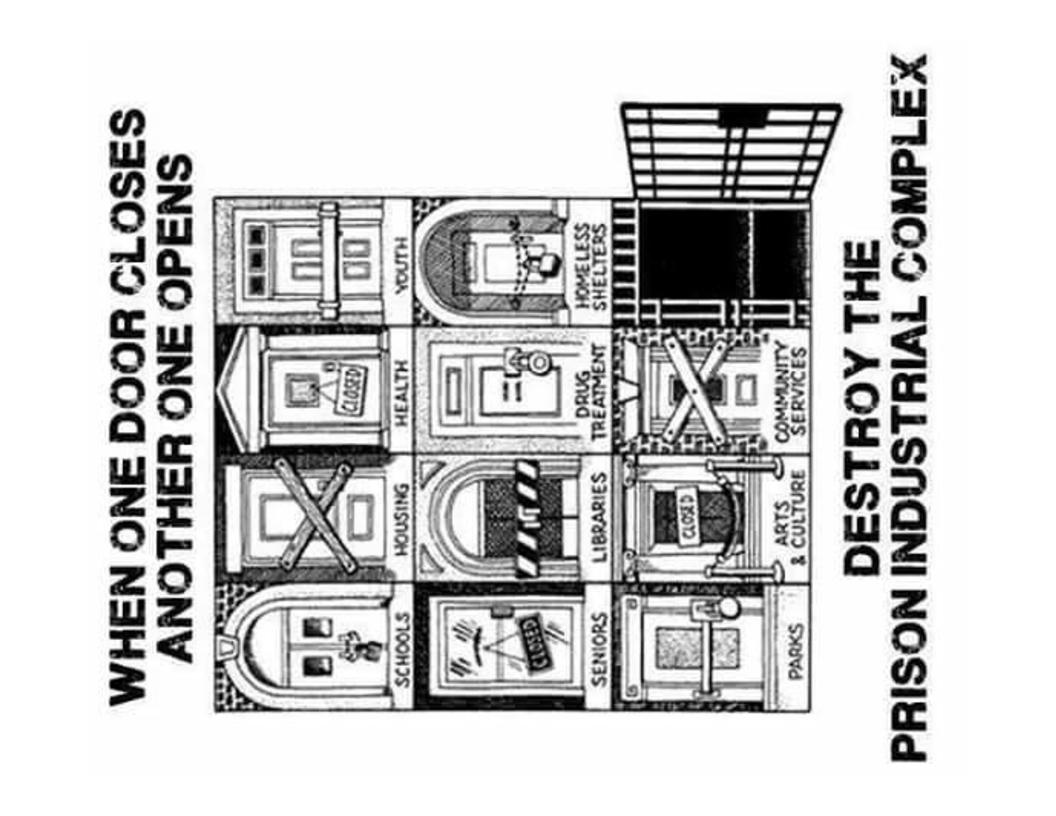 WHEN ONE DOOR CLOSES
ANOTHER ONE OPENS
SCHOOLS
HOUSING
CLOSED
HEALTH
YOUTH
CLOSED
SENIORS
LIBRARIES
DRUG
TREATMENT
HOMELESS
SHELTERS
PARKS
CLOSED
ARTS
& CULTURE
COMMUNITY
SERVICES
DESTROY THE
PRISON INDUSTRIAL COMPLEX